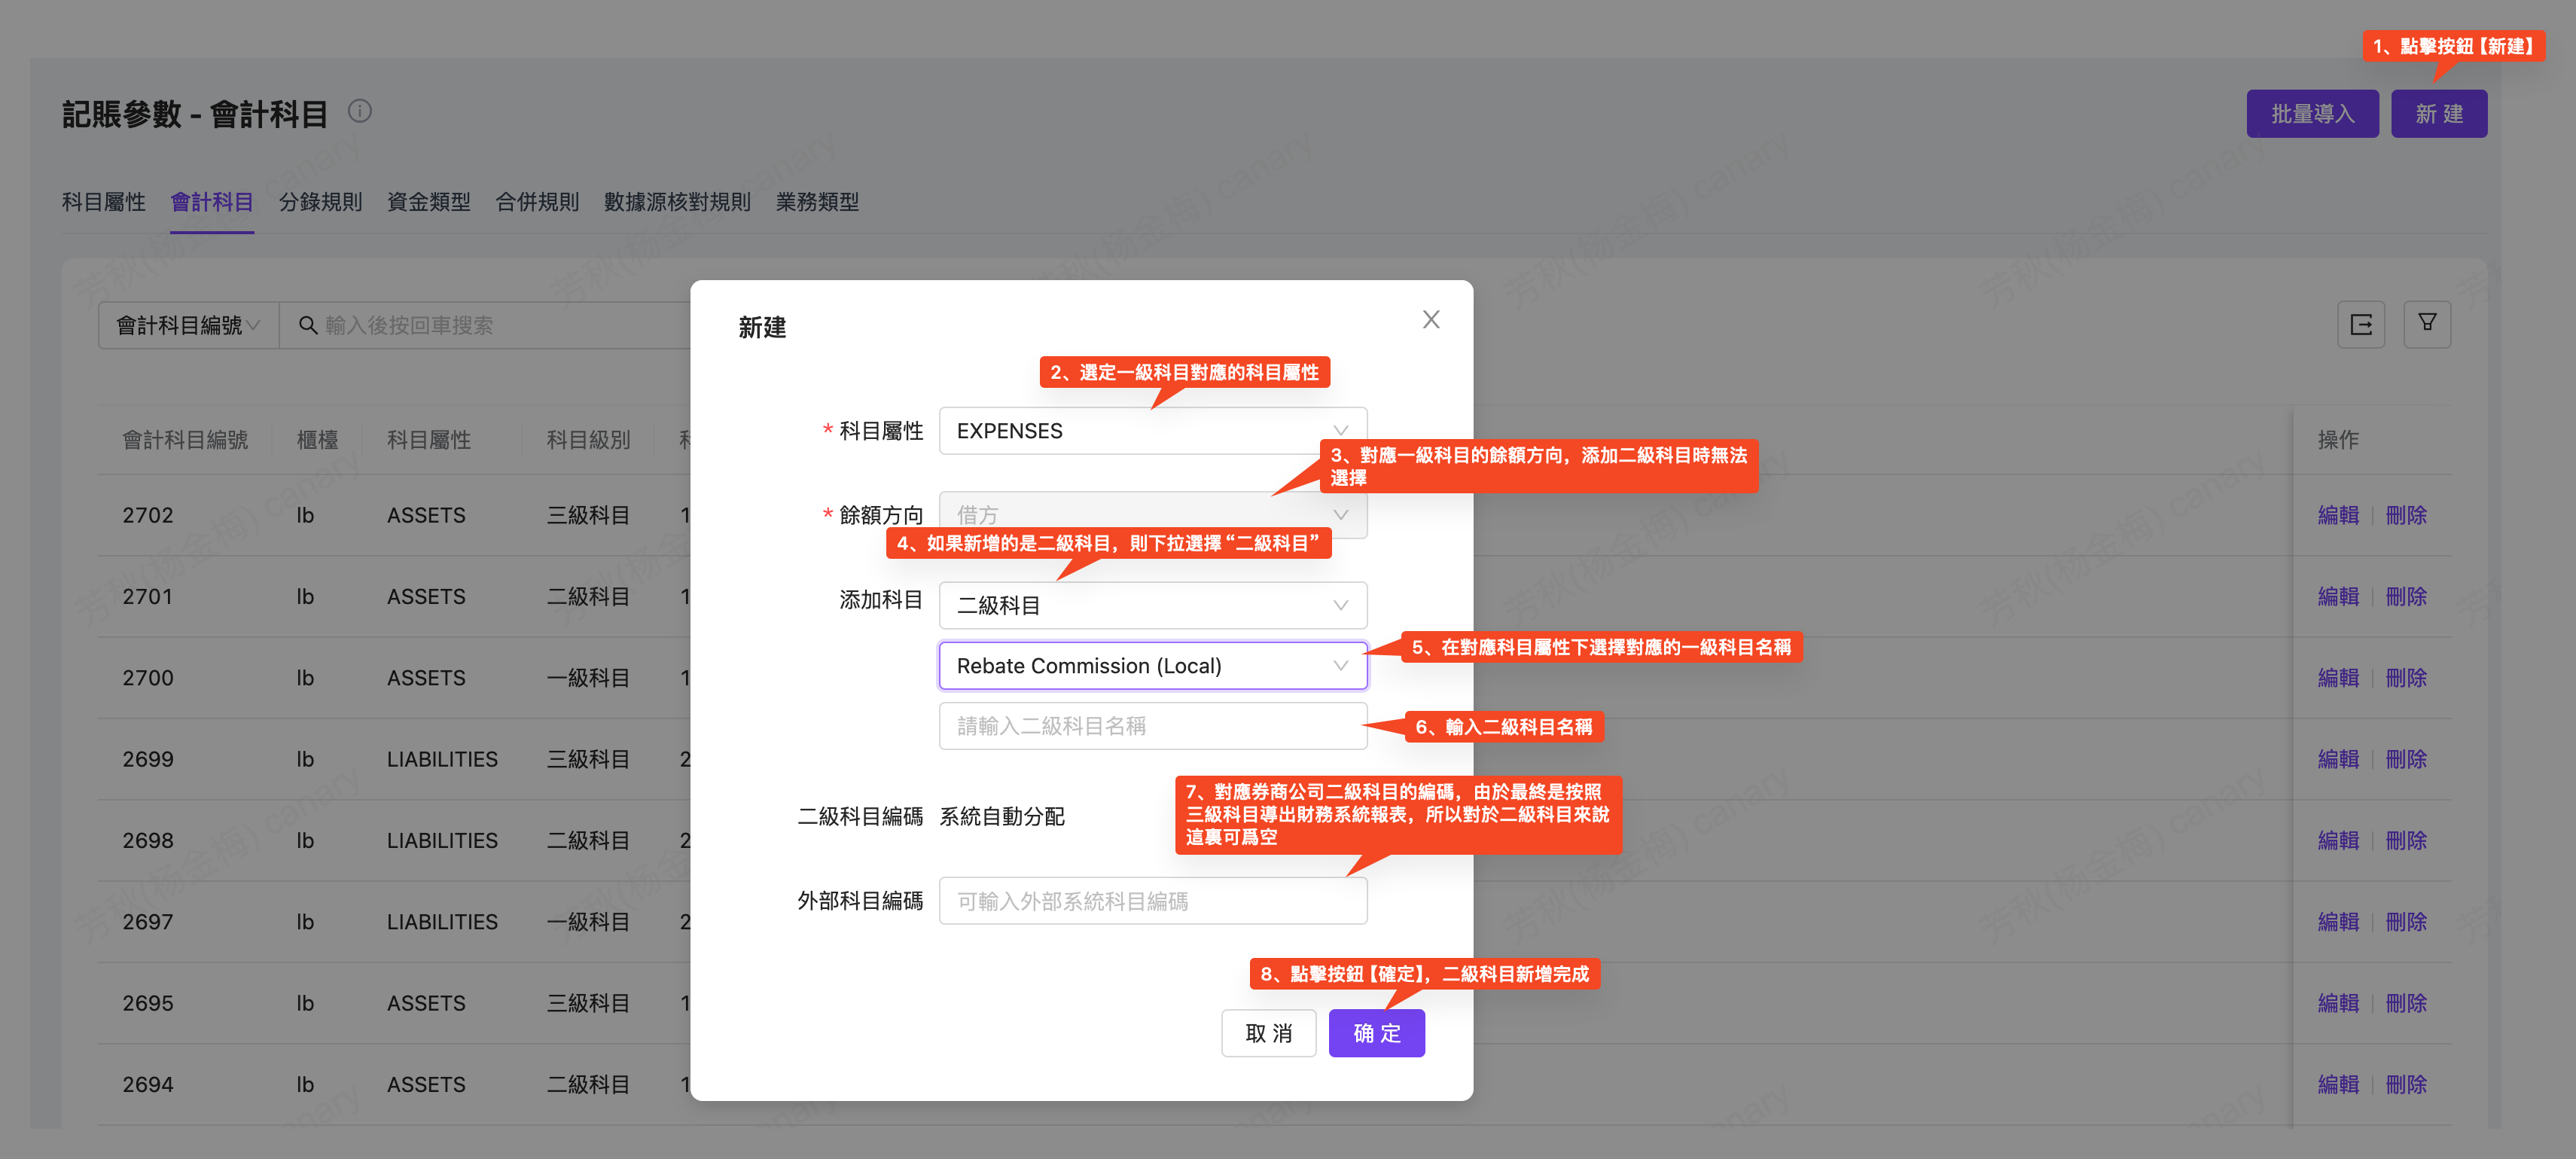 1、點擊按鈕【新建】
記賬參數 - 會計科目
批量導入
新 建
科目屬性 會計科目 分錄規則 資金類型 合併規則 數據源核對規則 業務類型
會計科目編號
輸入後按回車搜索
新建
2、選定一級科目對應的科目屬性
* 科目屬性
EXPENSES
3、對應一級科目的餘額方向，添加二級科目時無法
選擇
* 餘額方向
借方
4、如果新增的是二級科目，則下拉選擇“二級科目”
添加科目
二級科目
Rebate Commission (Local)
5、在對應科目屬性下選擇對應的一級科目名稱
請輸入二級科目名稱
6、輸入二級科目名稱
7、對應券商公司二級科目的編碼，由於最終是按照
三級科目導出財務系統報表，所以對於二級科目來說
這裏可爲空
二級科目編碼 系統自動分配
外部科目編碼
可輸入外部系統科目編碼
8、點擊按鈕【確定】，二級科目新增完成
取 消
确 定
會計科目編號 櫃檯 科目屬性 科目級別 操作
2702 lb ASSETS 三級科目 1 編輯 刪除
2701 lb ASSETS 二級科目 1 編輯 刪除
2700 lb ASSETS 一級科目 1 編輯 刪除
2699 lb LIABILITIES 三級科目 2 編輯 刪除
2698 lb LIABILITIES 二級科目 2 編輯 刪除
2697 lb LIABILITIES 一級科目 2 編輯 刪除
2695 lb ASSETS 三級科目 1 編輯 刪除
2694 lb ASSETS 二級科目 1 編輯 刪除
芳秋(杨金梅) canary